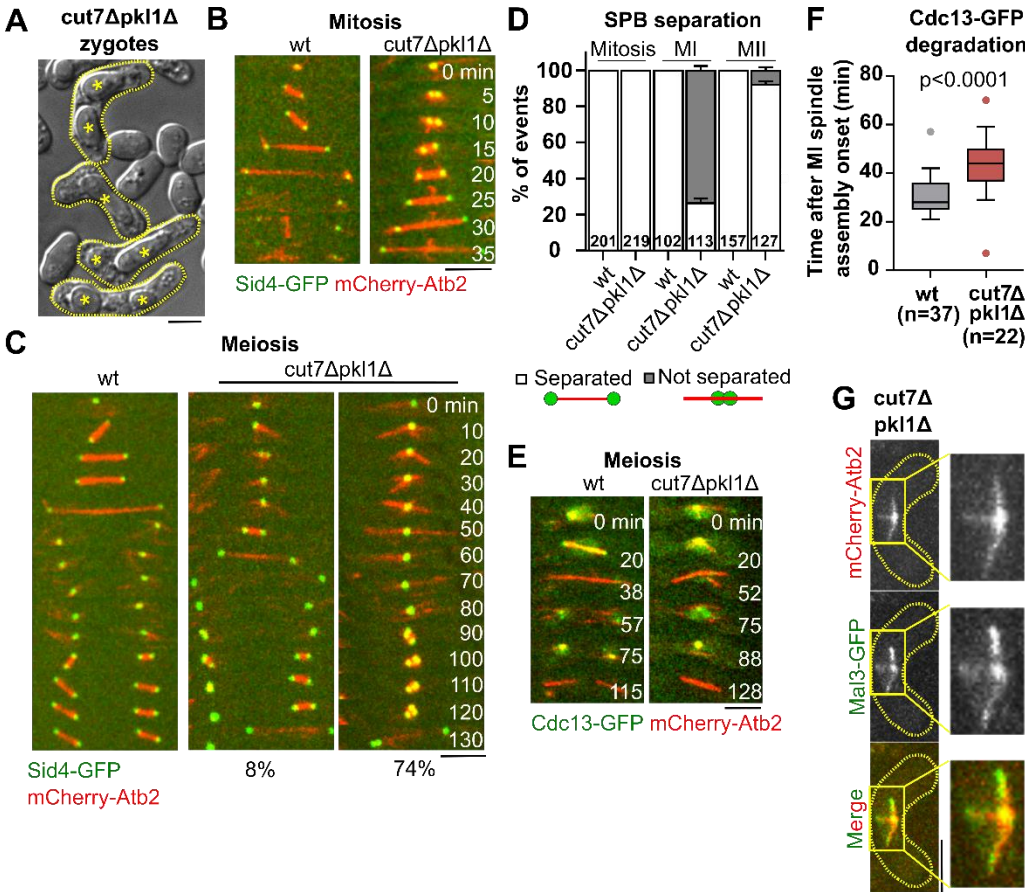 A
cut7Δpkl1Δ
zygotes
*
*
*
*
*
*
B
Mitosis
wt
cut7Δpkl1Δ
0 min
5
10
15
20
25
30
35
Sid4-GFP mCherry-Atb2
C
Meiosis
wt
cut7Δpkl1Δ
0 min
10
20
30
40
50
60
70
80
90
100
110
120
130
Sid4-GFP
mCherry-Atb2
8%
74%
D
SPB separation
Mitosis MI MII
% of events
100
80
60
40
20
0
201 219 102 113 157 127
wt
cut7Δpkl1Δ
wt
cut7Δpkl1Δ
wt
cut7Δpkl1Δ
Separated
Not separated
E
Meiosis
wt
cut7Δpkl1Δ
0 min
20
38
57
75
115
0 min
20
52
75
88
128
Cdc13-GFP mCherry-Atb2
F
Cdc13-GFP
degradation
Time after MI spindle
assembly onset (min)
80
60
40
20
0
p<0.0001
wt
(n=37)
cut7Δ
pkl1Δ
(n=22)
G
cut7Δ
pkl1Δ
mCherry-Atb2
Mal3-GFP
Merge